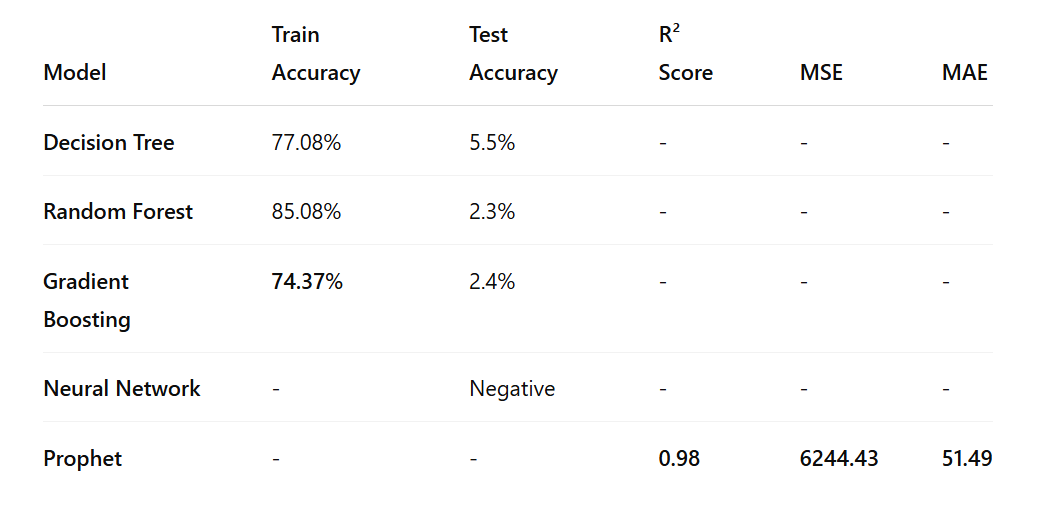 Model Train Accuracy Test Accuracy R² Score MSE MAE
Decision Tree 77.08% 5.5% - - -
Random Forest 85.08% 2.3% - - -
Gradient Boosting 74.37% 2.4% - - -
Neural Network - Negative - - -
Prophet - - 0.98 6244.43 51.49